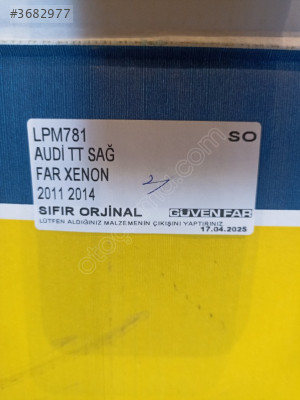 #3682977
LPM781 SO
AUDİ TT SAĞ
FAR XENON
2011 2014
SIFIR ORJİNAL GÜVEN FAR
LÜTFEN ALDIĞINIZ MALZEMENİN ÇIKIŞINI YAPTIRINIZ
17.04.2025